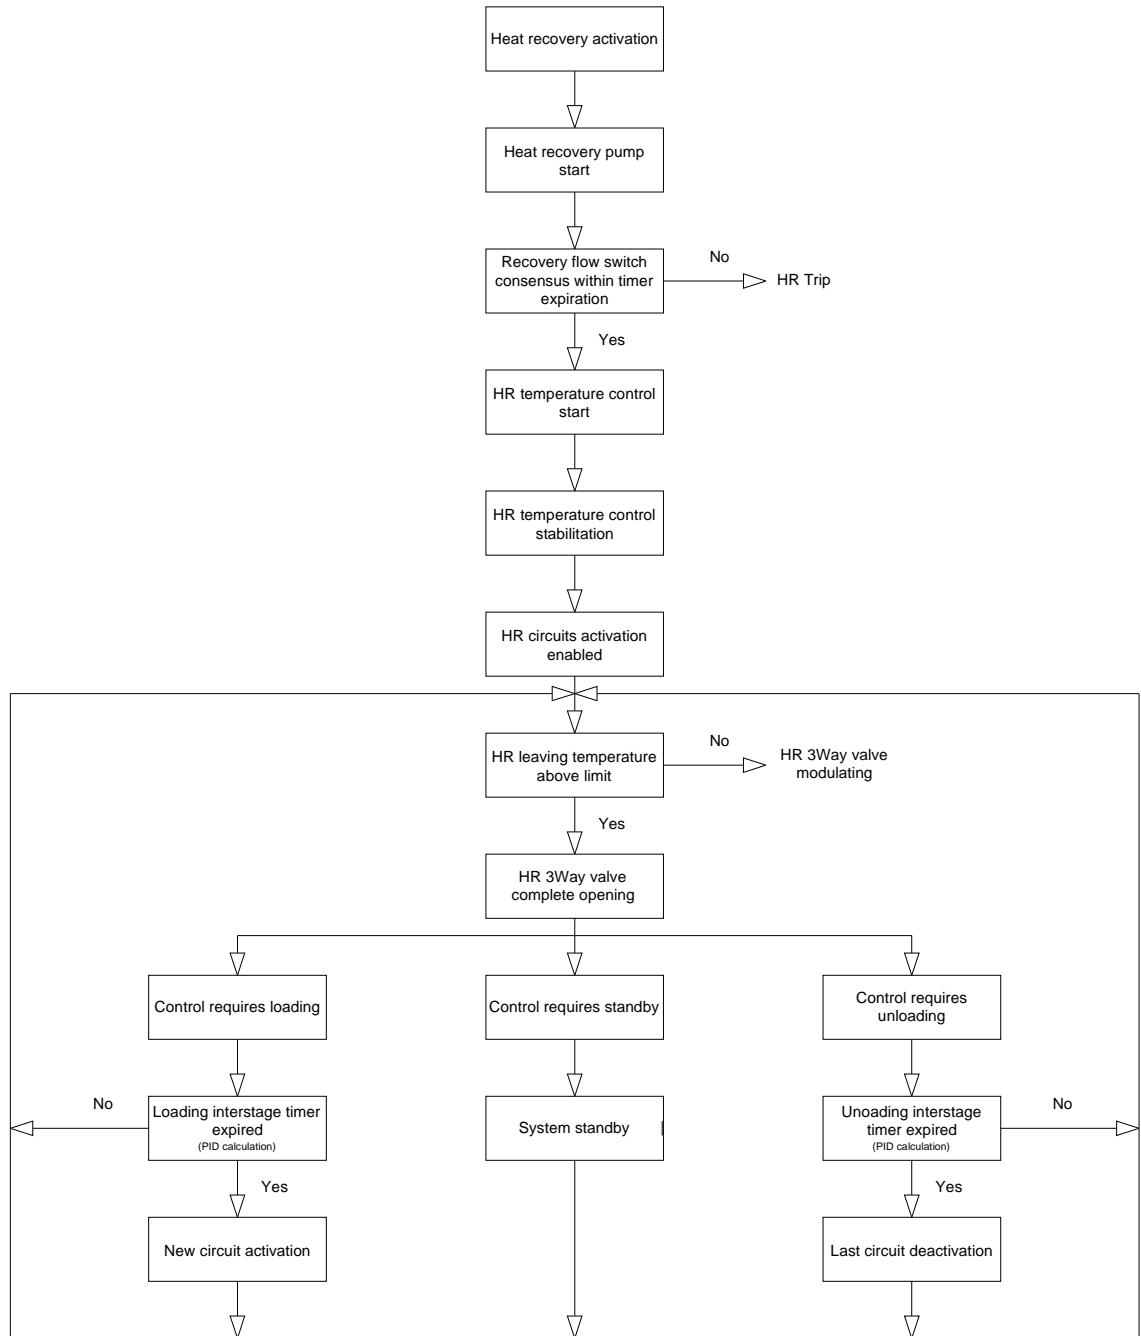 Heat recovery activation
Heat recovery pump
start
Recovery flow switch
consensus within timer
expiration
No
HR Trip
Yes
HR temperature control
start
HR temperature control
stabilitation
HR circuits activation
enabled
HR leaving temperature
above limit
No
HR 3Way valve
modulating
Yes
HR 3Way valve
complete opening
Control requires loading
Control requires standby
Control requires
unloading
No
Loading interstage timer
expired
(PID calculation)
System standby
Unoading interstage
timer expired
(PID calculation)
No
Yes
Yes
New circuit activation
Last circuit deactivation